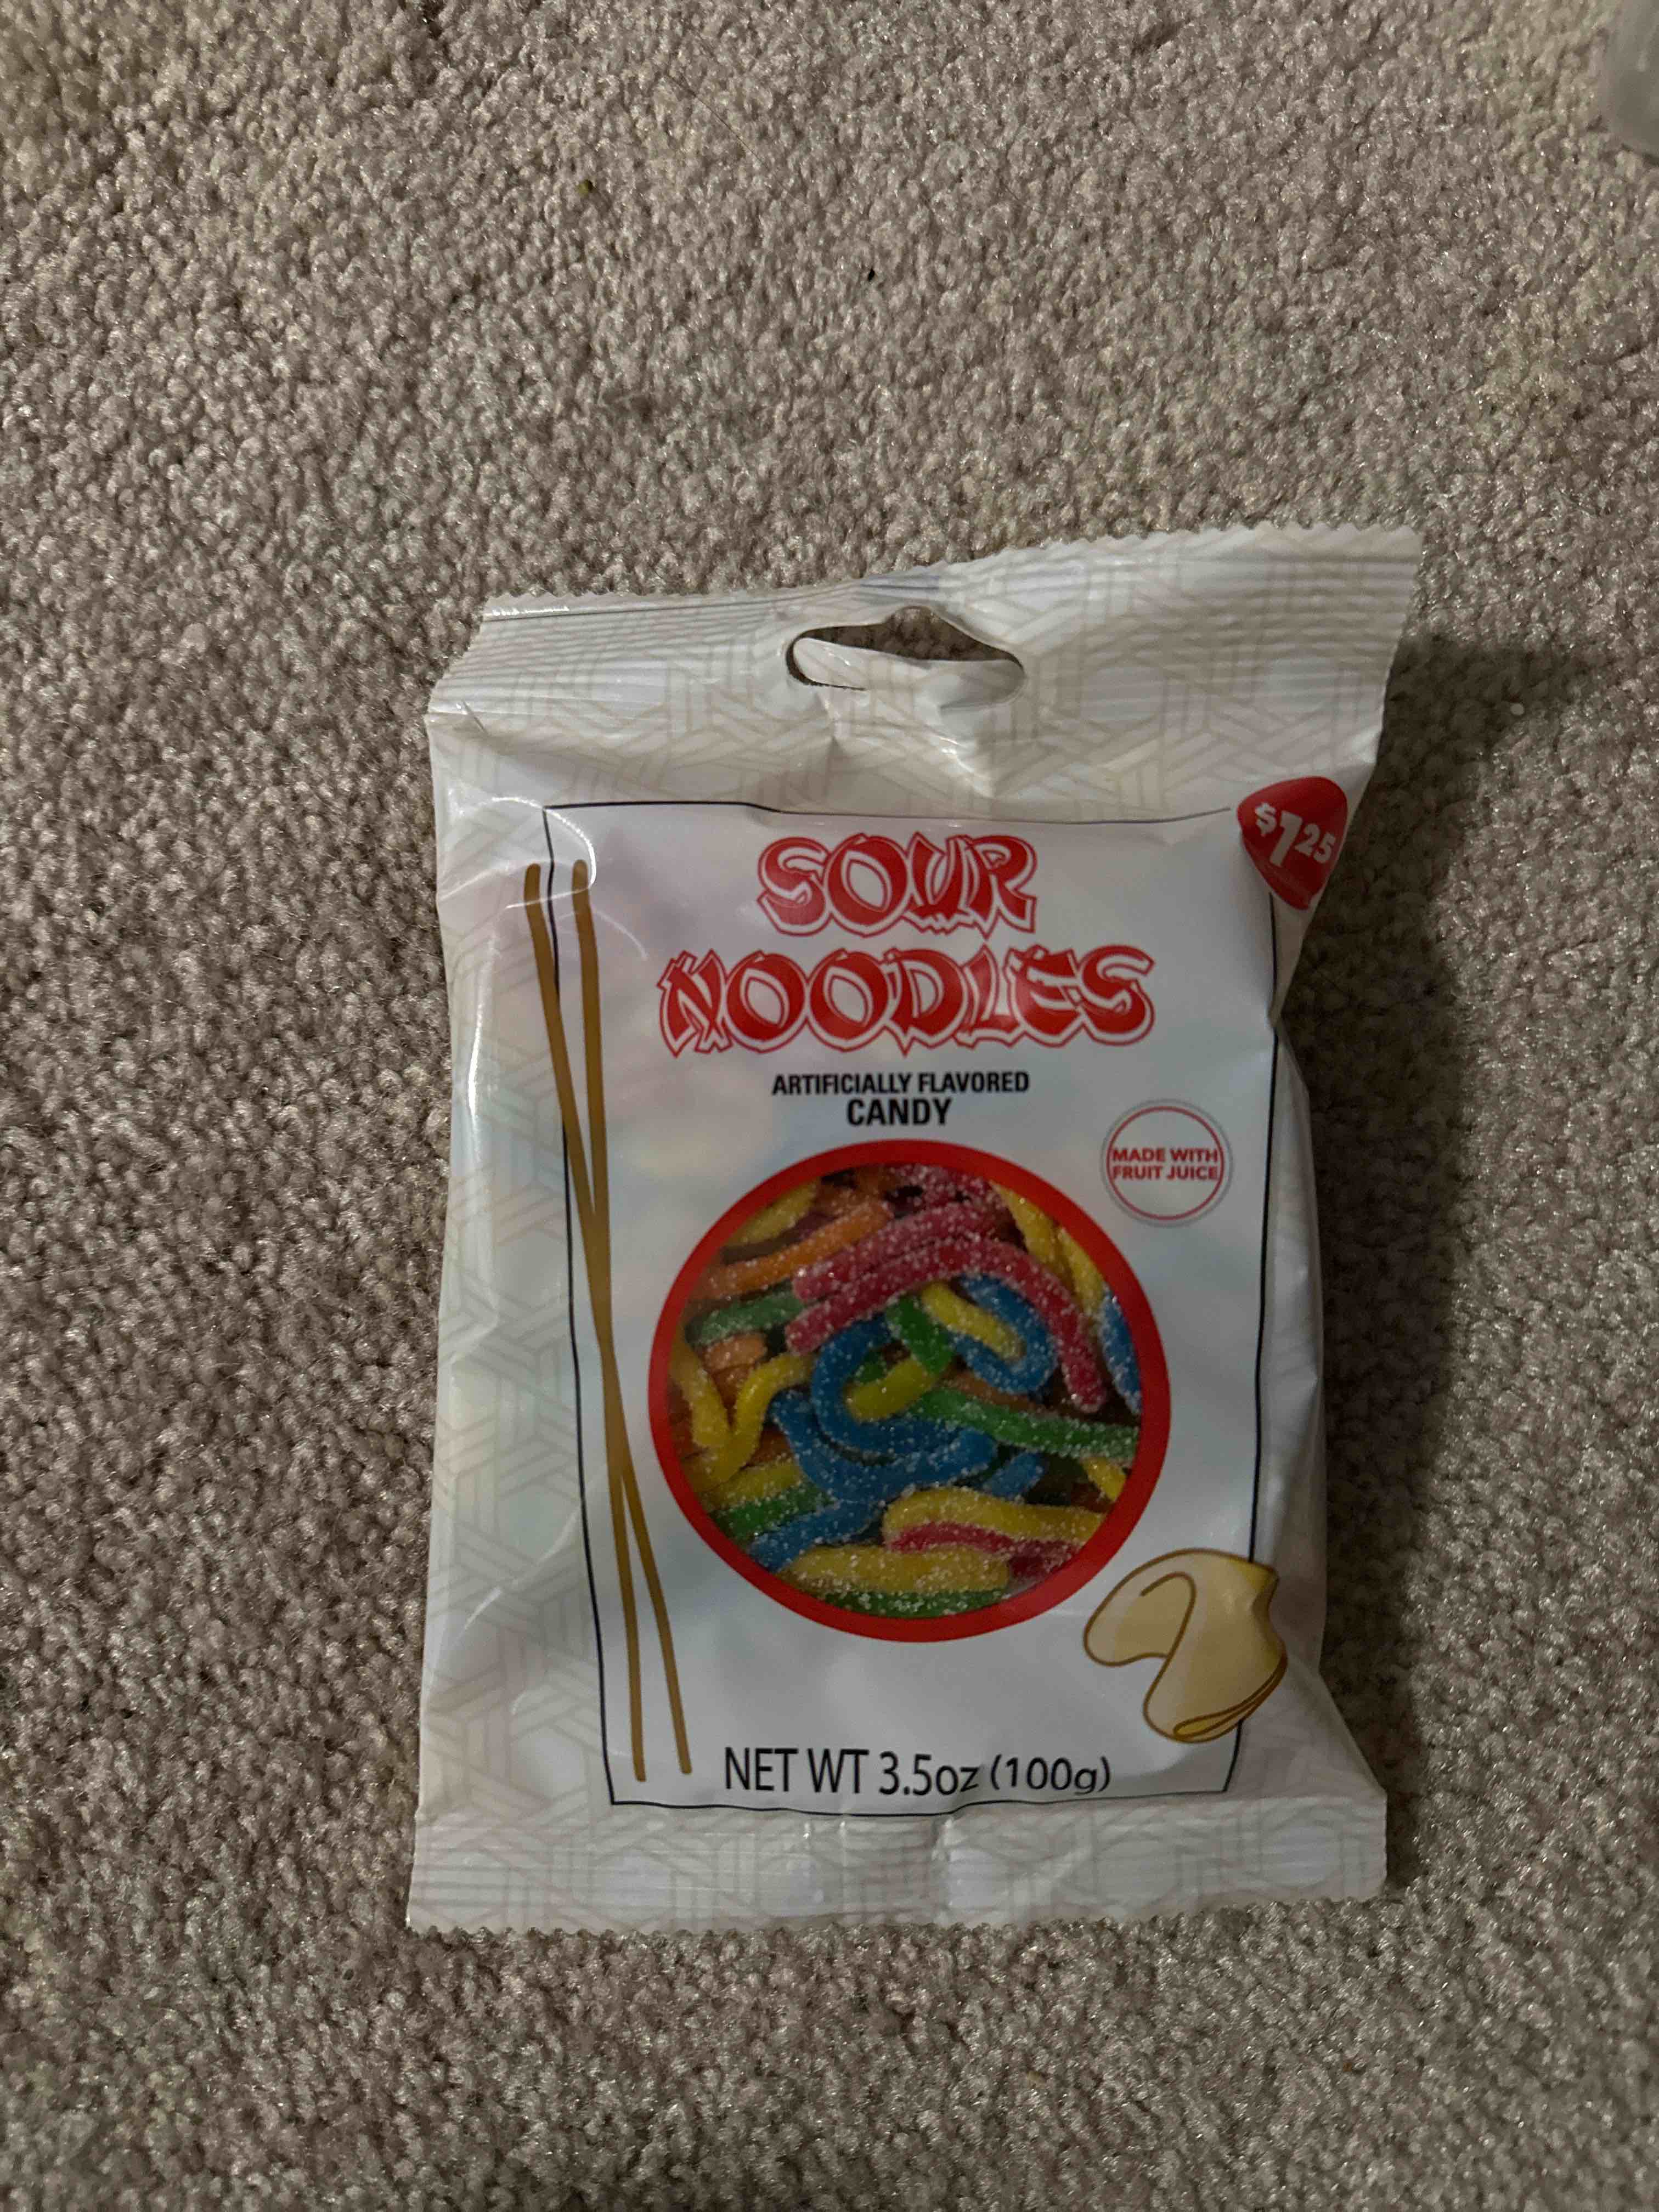 $1.25
SOUR
NOODLES
ARTIFICIALLY FLAVORED
CANDY
MADE WITH
FRUIT JUICE
NET WT 3.5oz (100g)